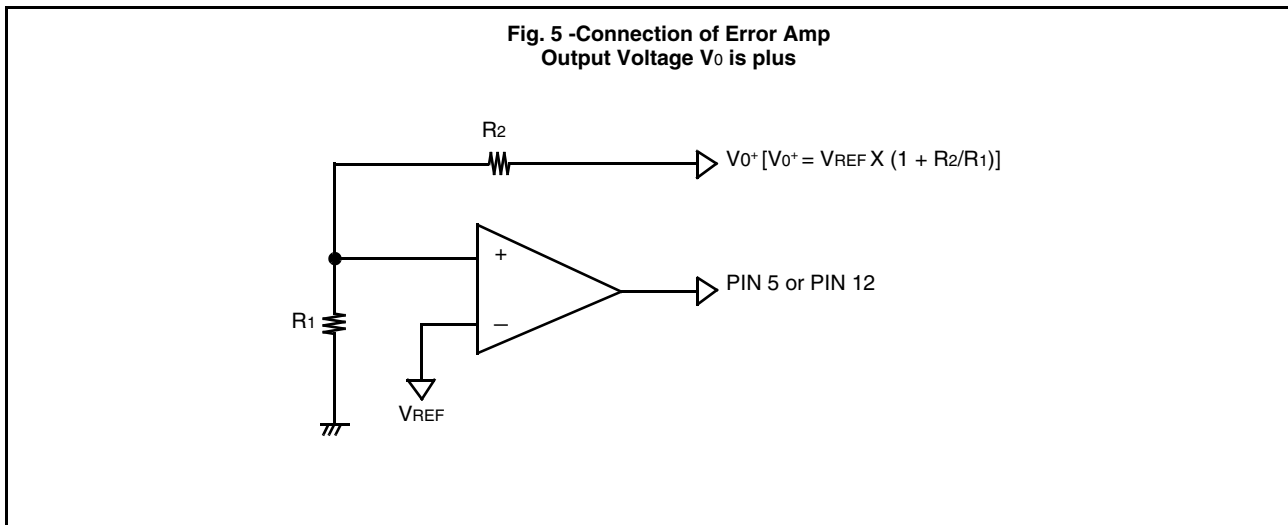 Fig. 5 -Connection of Error Amp
Output Voltage V0 is plus
R2
V0+ [V0+ = VREF X (1 + R2/R1)]
+
PIN 5 or PIN 12
R1
–
VREF